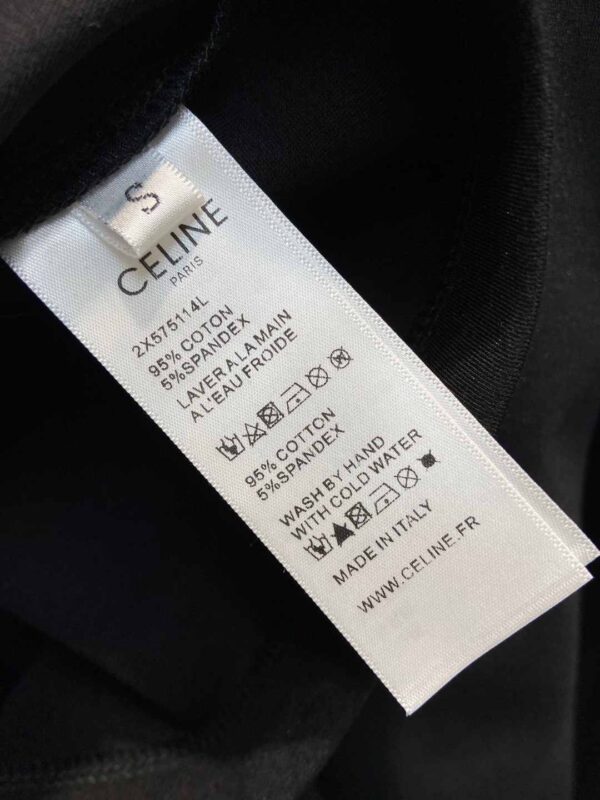 S
CELINE
PARIS
2X575114L
95% COTON
5%SPANDEX
LAVER A LA MAIN
A L'EAU FROIDE
95% COTTON
5%SPANDEX
WASH BY HAND
WITH COLD WATER
MADE IN ITALY
WWW.CELINE.FR